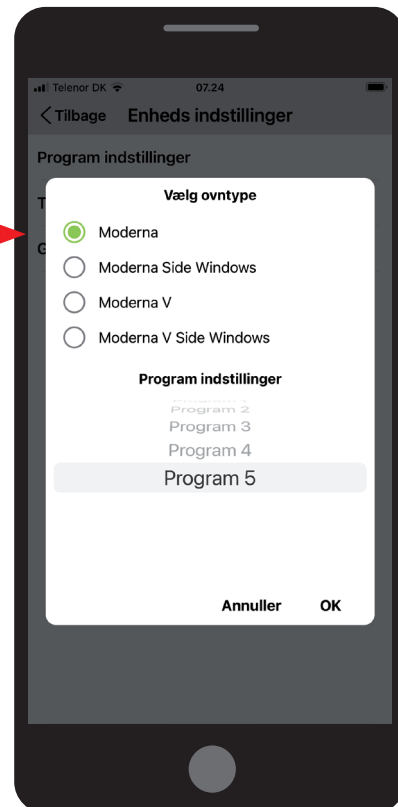 Telenor DK 07.24
Tilbage Enheds indstillinger
Program indstillinger
T
Vælg ovntype
Moderna
G
Moderna Side Windows
Moderna V
Moderna V Side Windows
Program indstillinger
Program 2
Program 3
Program 4
Program 5
Annuller OK